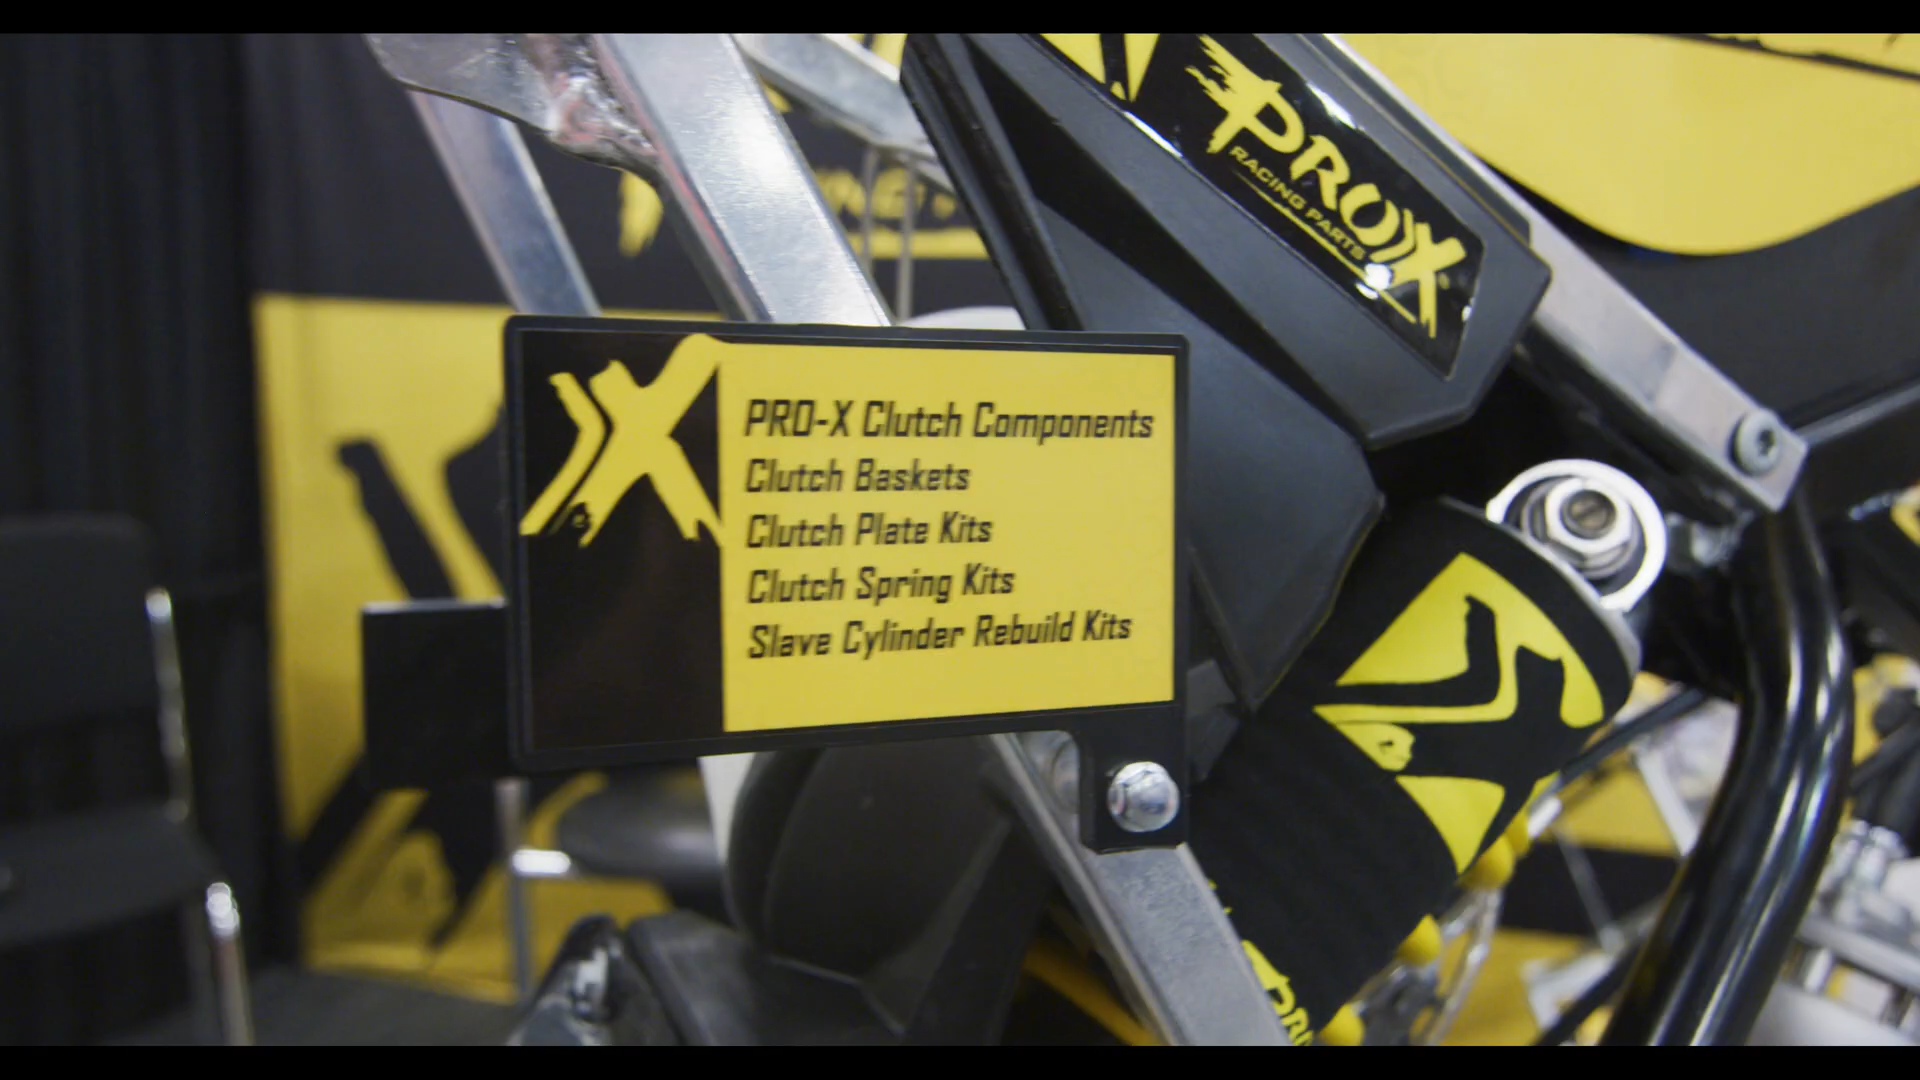 PROX
RACING PARTS
PRO-X Clutch Components
Clutch Baskets
Clutch Plate Kits
Clutch Spring Kits
Slave Cylinder Rebuild Kits